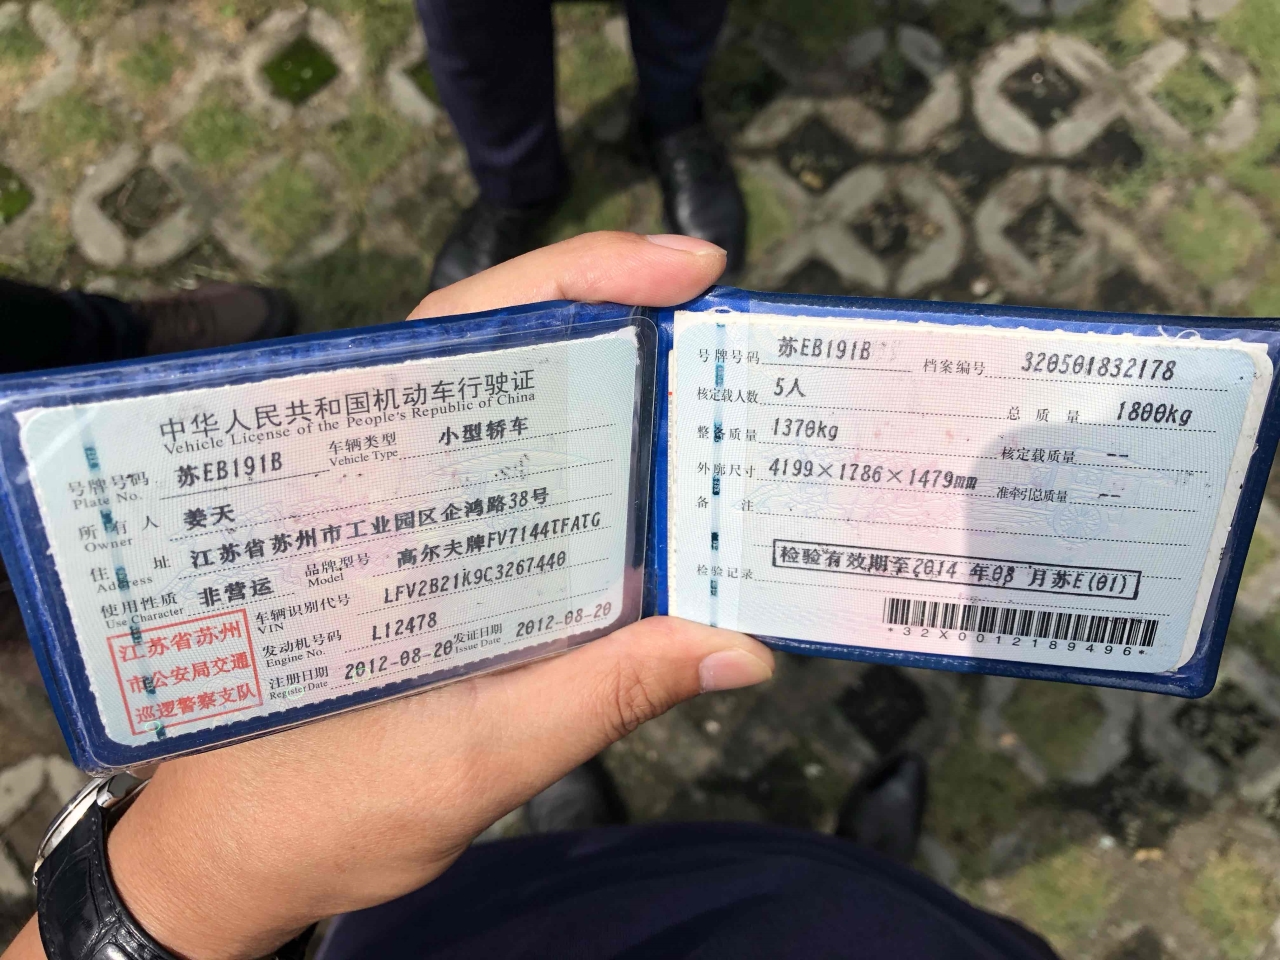 中华人民共和国机动车行驶证
Vehicle License of the People's Republic of China
号牌号码 苏EB191B 车辆类型 小型轿车
Plate No. Vehicle Type
所有人 姜天
Owner
住址 江苏省苏州市工业园区企鸿路38号
Address
使用性质 非营运 品牌型号 高尔夫牌FV7144TFATG
Use Character Model
车辆识别代号 LFV2B21K9C3267440
VIN
发动机号码 L12478
Engine No.
注册日期 2012-08-20 发证日期 2012-08-20
Register Date Issue Date
江苏省苏州
市公安局交通
巡逻警察支队
号牌号码 苏EB191B 档案编号 320501832178
核定载人数 5人 总质量 1800kg
整备质量 1370kg 核定载质量 --
外廓尺寸 4199×1786×1479mm 准牵引总质量 --
备注
检验记录 检验有效期至2014年08月苏E(01)
*32X0012189496*